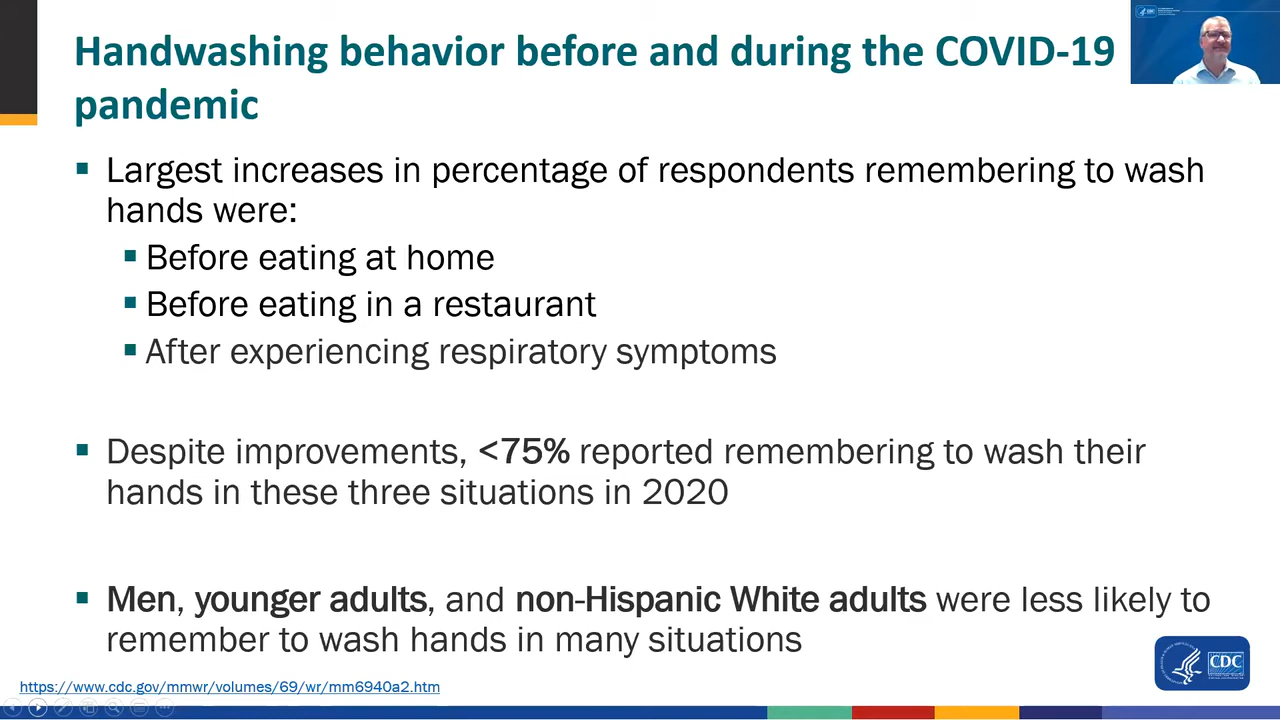 Handwashing behavior before and during the COVID-19
pandemic
▪ Largest increases in percentage of respondents remembering to wash
hands were:
▪ Before eating at home
▪ Before eating in a restaurant
▪ After experiencing respiratory symptoms
▪ Despite improvements, <75% reported remembering to wash their
hands in these three situations in 2020
▪ Men, younger adults, and non-Hispanic White adults were less likely to
remember to wash hands in many situations
CDC
https://www.cdc.gov/mmwr/volumes/69/wr/mm6940a2.htm